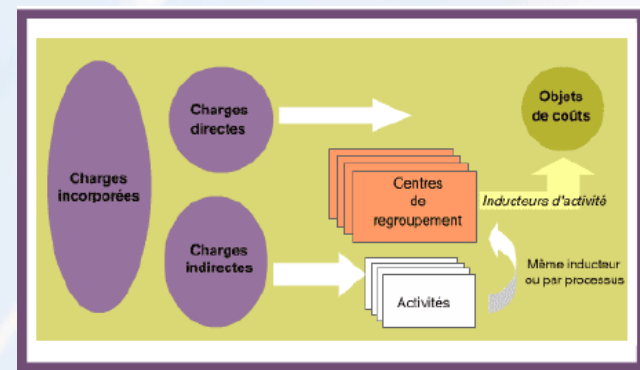 Charges
incorporées
Charges
directes
Charges
indirectes
Centres
de
regroupement
Activités
Objets
de coûts
Inducteurs d'activité
Même inducteur
ou par processus